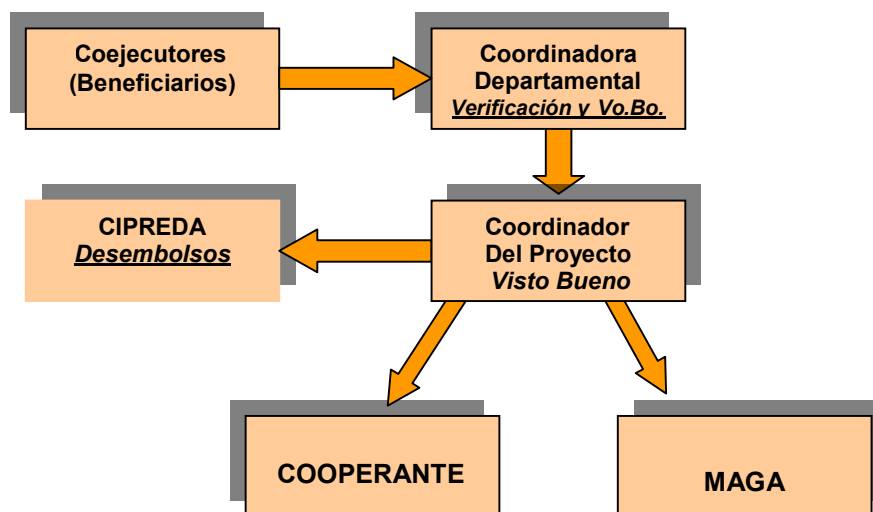 Coejecutores
(Beneficiarios)
Coordinadora
Departamental
Verificación y Vo.Bo.
CIPREDA
Desembolsos
Coordinador
Del Proyecto
Visto Bueno
COOPERANTE
MAGA